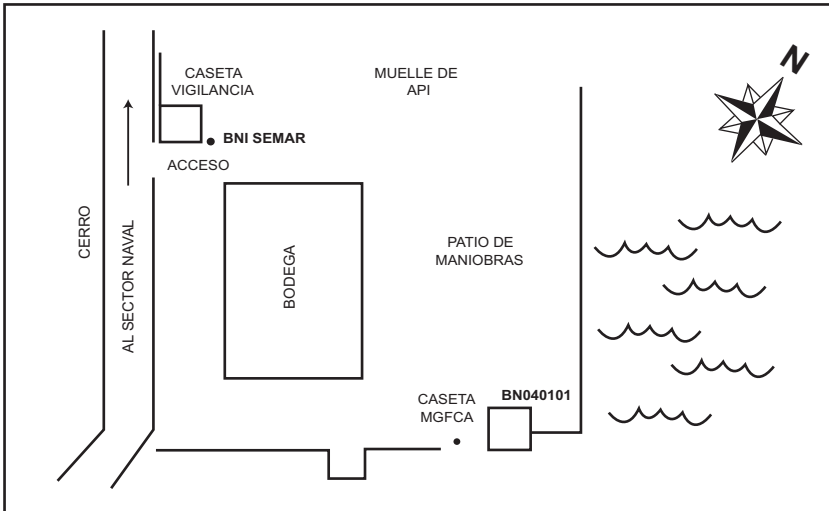 N
CASETA
VIGILANCIA
MUELLE DE
API
BNI SEMAR
ACCESO
CERRO
AL SECTOR NAVAL
BODEGA
PATIO DE
MANIOBRAS
CASETA
MGFCA
BN040101